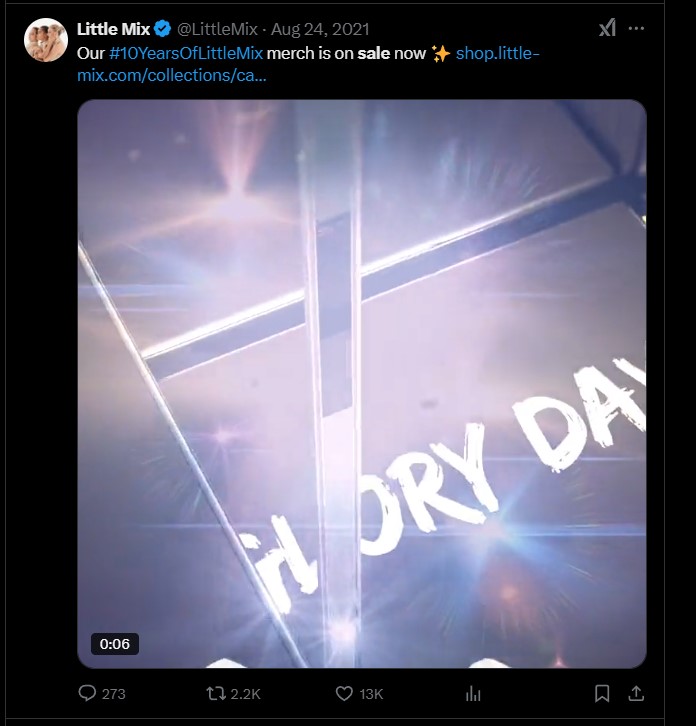 Little Mix @LittleMix · Aug 24, 2021
Our #10YearsOfLittleMix merch is on sale now ✨ shop.little-
mix.com/collections/ca...
ORY DA
0:06
273 2.2K 13K